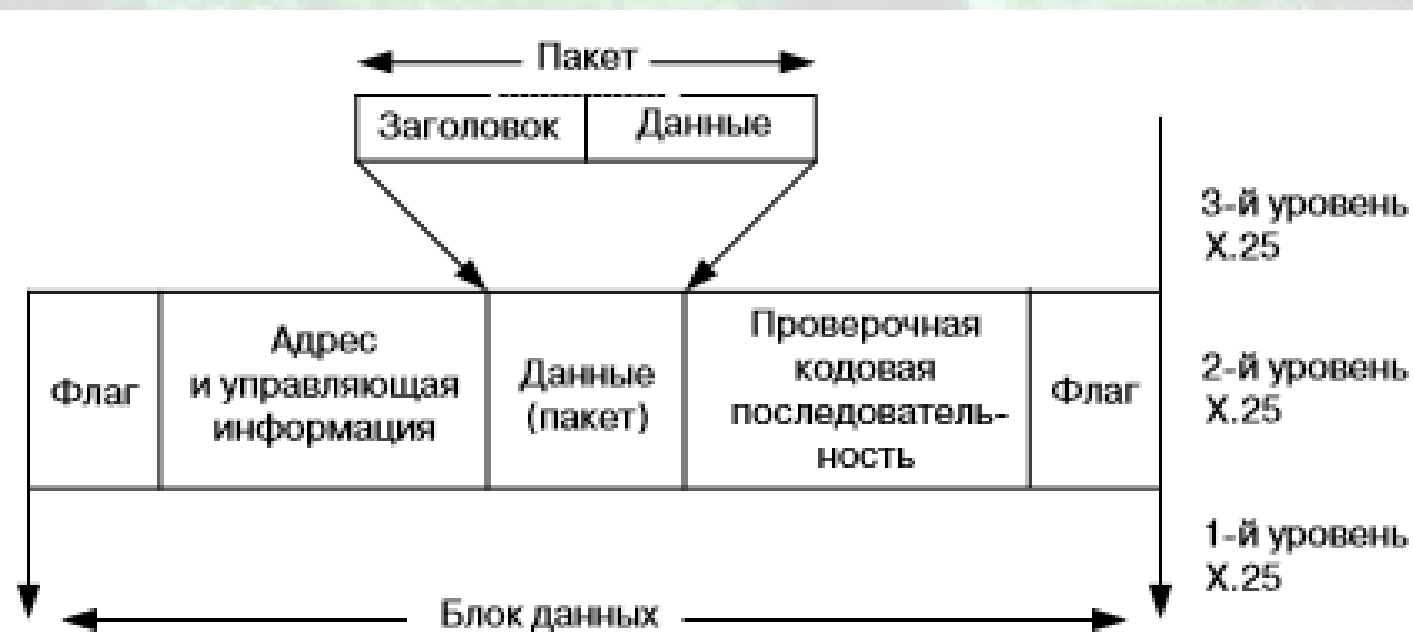 Пакет
Заголовок
Данные
3-й уровень
X.25
Флаг
Адрес
и управляющая
информация
Данные
(пакет)
Проверочная
кодовая
последователь-
ность
Флаг
2-й уровень
X.25
1-й уровень
X.25
Блок данных